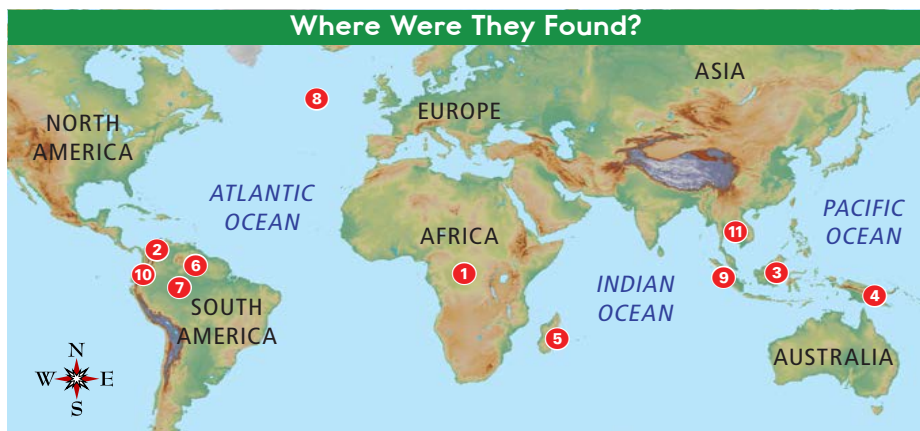 Where Were They Found?
ASIA
8
EUROPE
NORTH
AMERICA
ATLANTIC
OCEAN
PACIFIC
OCEAN
11
AFRICA
2
6
10
7
1
9
3
INDIAN
OCEAN
4
SOUTH
AMERICA
5
AUSTRALIA
N
W E
S